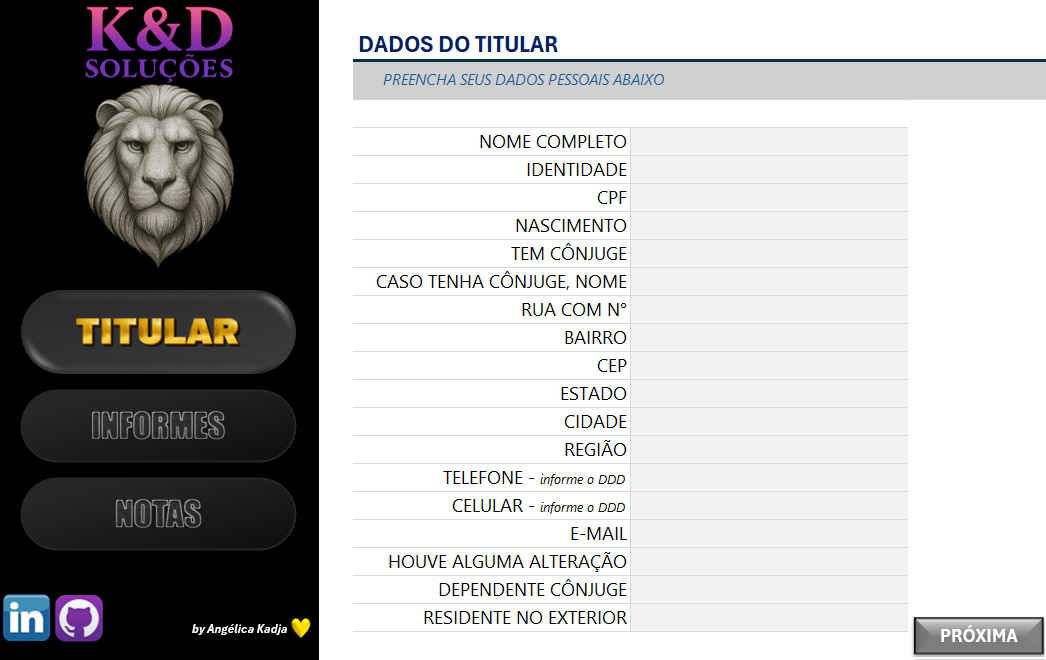 K&D
SOLUÇÕES
TITULAR
INFORMES
NOTAS
in
by Angélica Kadja
DADOS DO TITULAR
PREENCHA SEUS DADOS PESSOAIS ABAIXO
NOME COMPLETO
IDENTIDADE
CPF
NASCIMENTO
TEM CÔNJUGE
CASO TENHA CÔNJUGE, NOME
RUA COM N°
BAIRRO
CEP
ESTADO
CIDADE
REGIÃO
TELEFONE - informe o DDD
CELULAR - informe o DDD
E-MAIL
HOUVE ALGUMA ALTERAÇÃO
DEPENDENTE CÔNJUGE
RESIDENTE NO EXTERIOR
PRÓXIMA